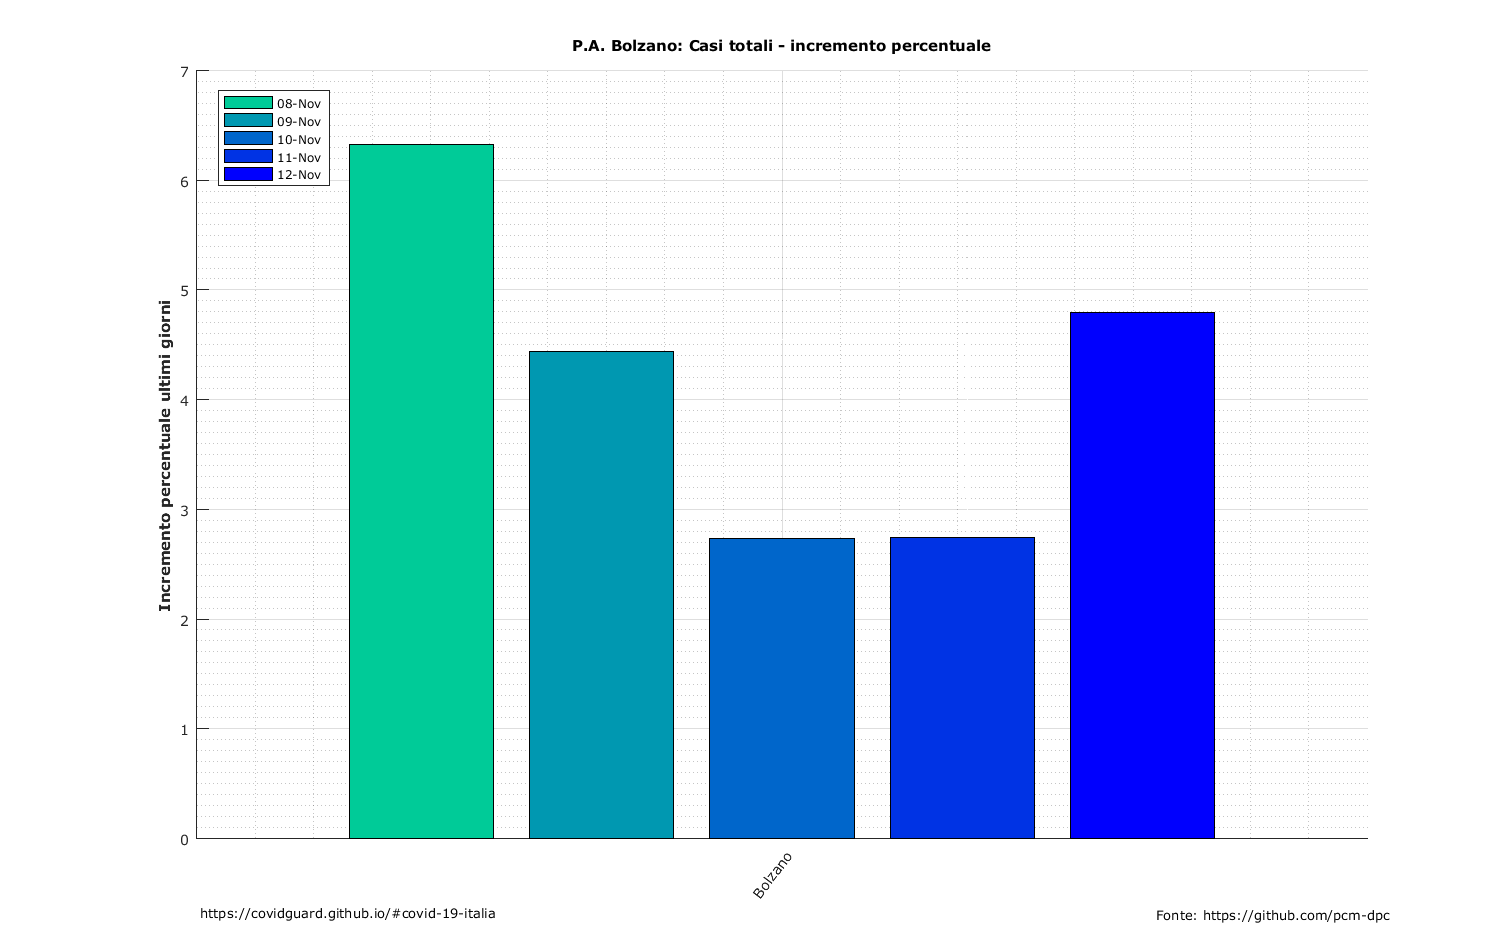 P.A. Bolzano: Casi totali - incremento percentuale
08-Nov
09-Nov
10-Nov
11-Nov
12-Nov
Incremento percentuale ultimi giorni
7
6
5
4
3
2
1
0
Bolzano
https://covidguard.github.io/#covid-19-italia
Fonte: https://github.com/pcm-dpc